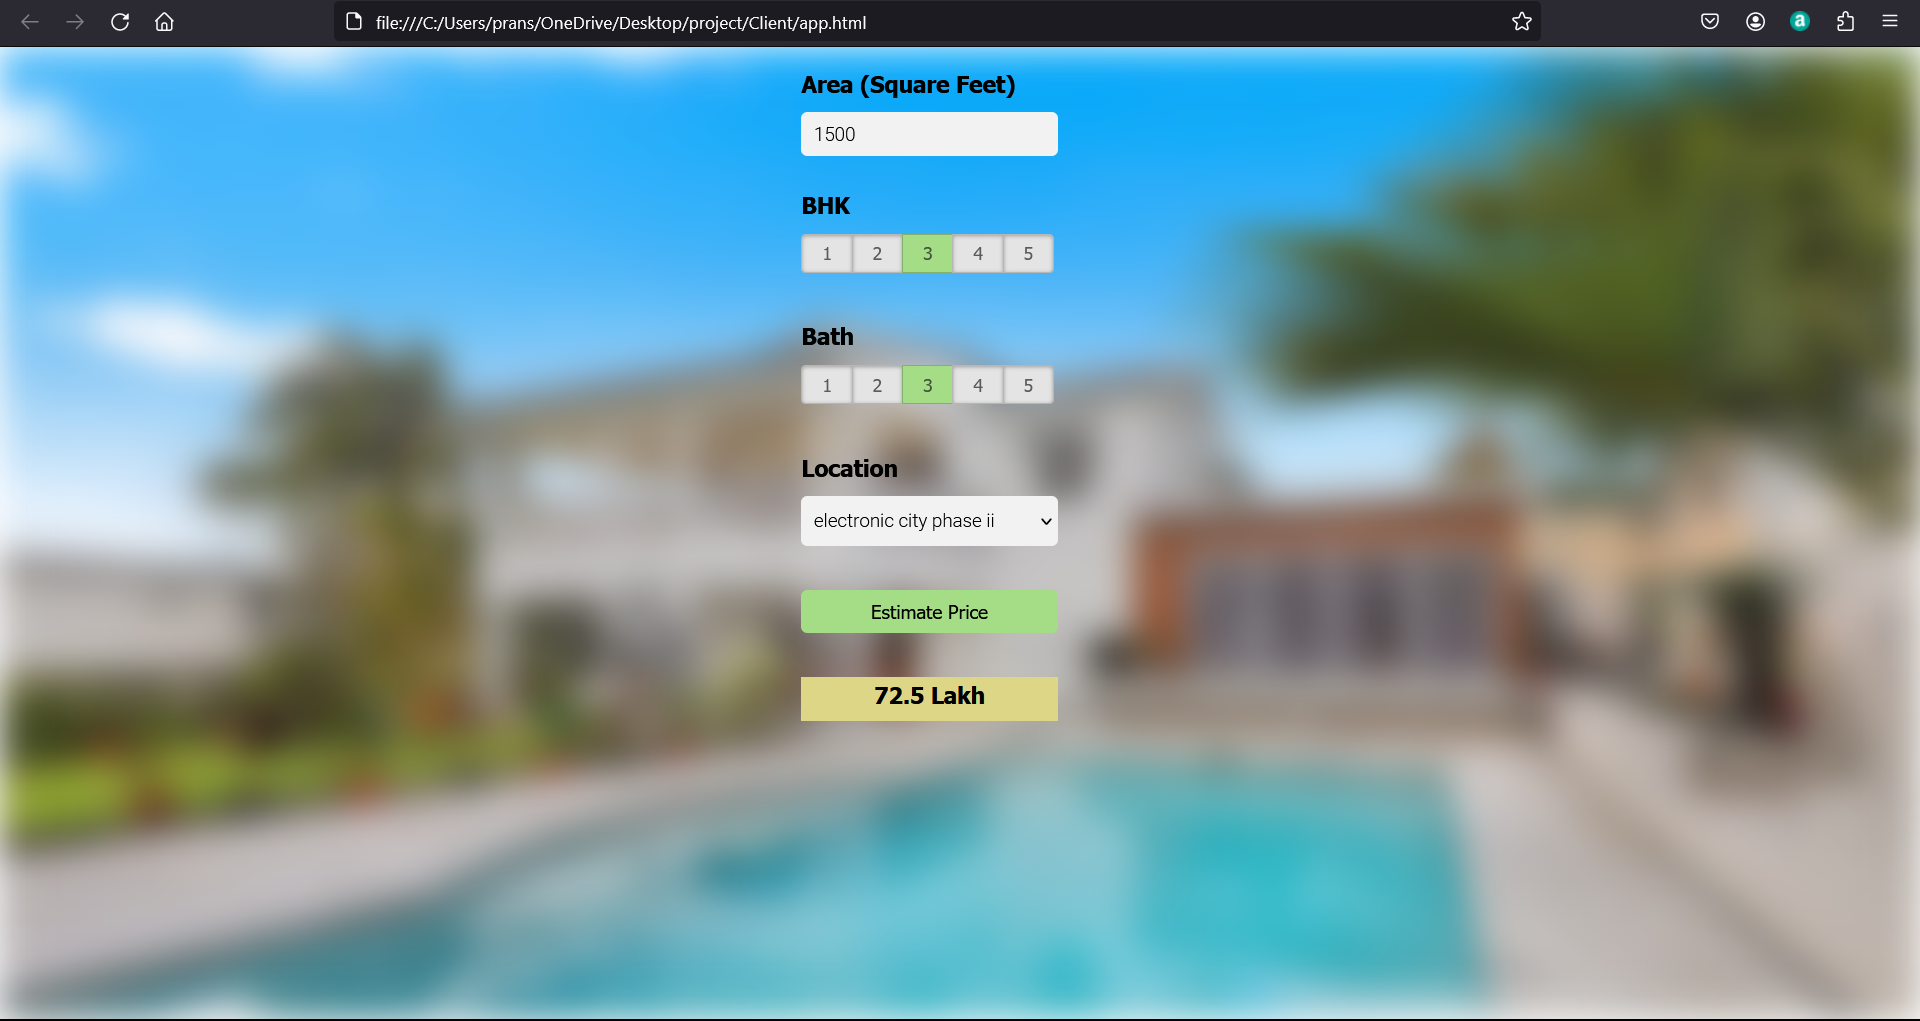 file:///C:/Users/prans/OneDrive/Desktop/project/Client/app.html
a
Area (Square Feet)
1500
BHK
1 2 3 4 5
Bath
1 2 3 4 5
Location
electronic city phase ii
Estimate Price
72.5 Lakh